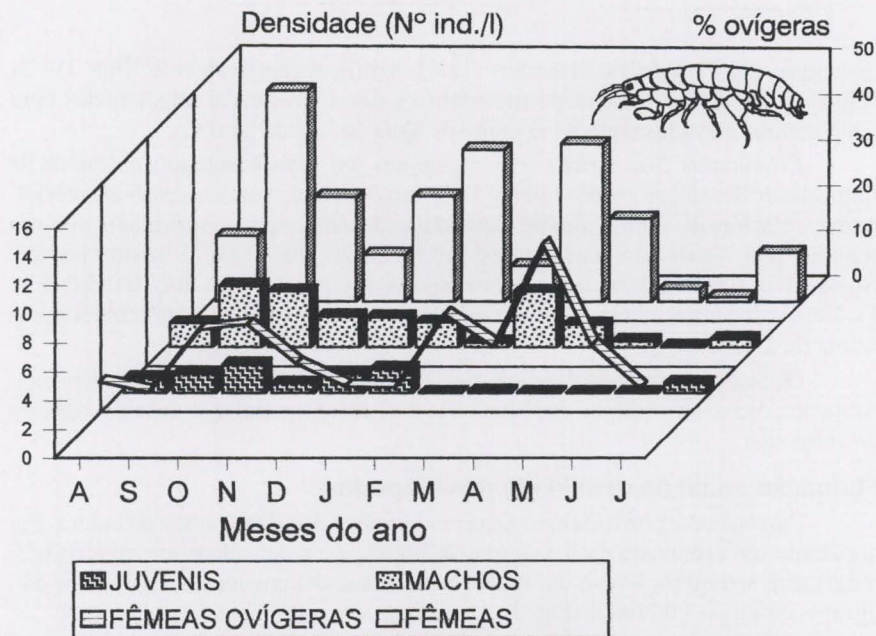 Densidade (Nº ind./l)
% ovígeras
50
40
30
20
10
0
16
14
12
10
8
6
4
2
0
A S O N D J F M A M J J
Meses do ano
JUVENIS MACHOS
FÊMEAS OVÍGERAS FÊMEAS